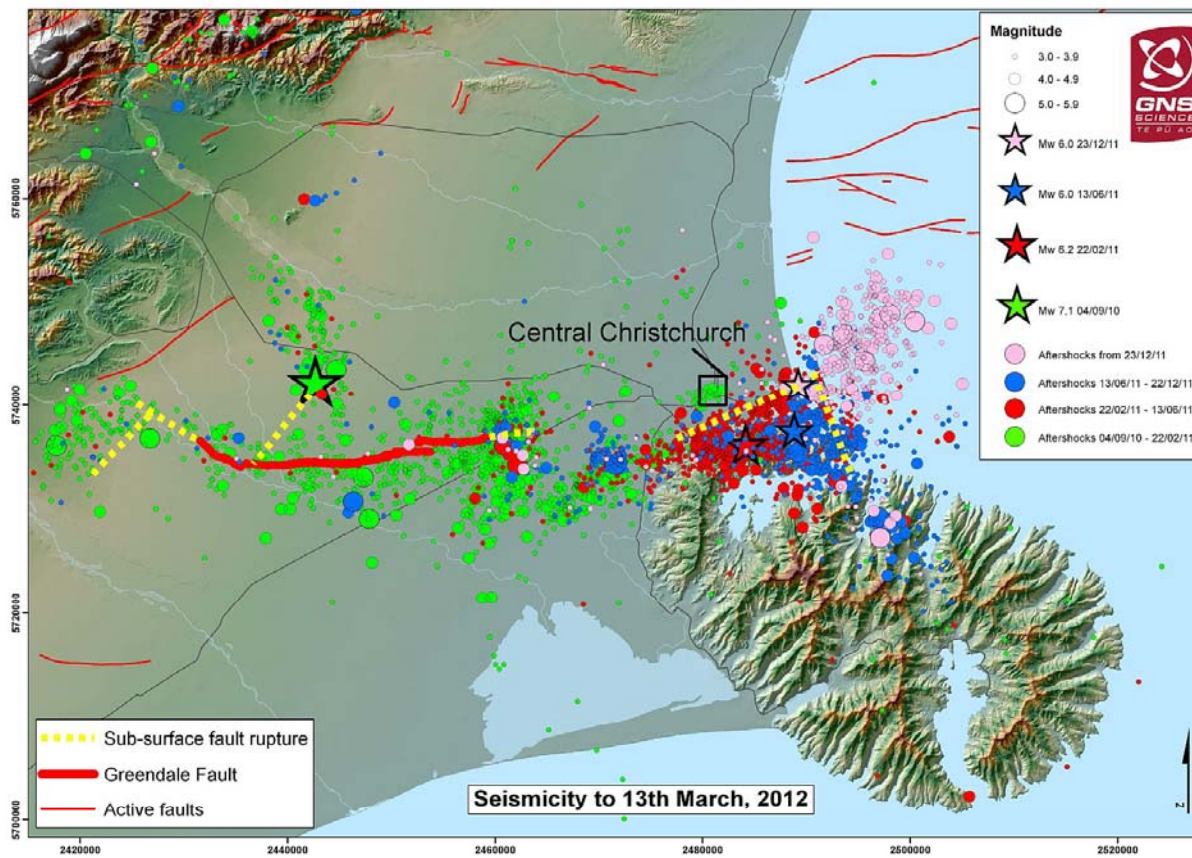 Magnitude
3.0 - 3.9
4.0 - 4.9
5.0 - 5.9
Mw 6.0 23/12/11
Mw 6.0 13/06/11
Mw 6.2 22/02/11
Mw 7.1 04/09/10
Aftershocks from 23/12/11
Aftershocks 13/06/11 - 22/12/11
Aftershocks 22/02/11 - 13/06/11
Aftershocks 04/09/10 - 22/02/11
GNS
SCIENCE
TE PŪ AO
Central Christchurch
Sub-surface fault rupture
Greendale Fault
Active faults
Seismicity to 13th March, 2012
5760000
5740000
5720000
5700000
2420000
2440000
2460000
2480000
2500000
2520000